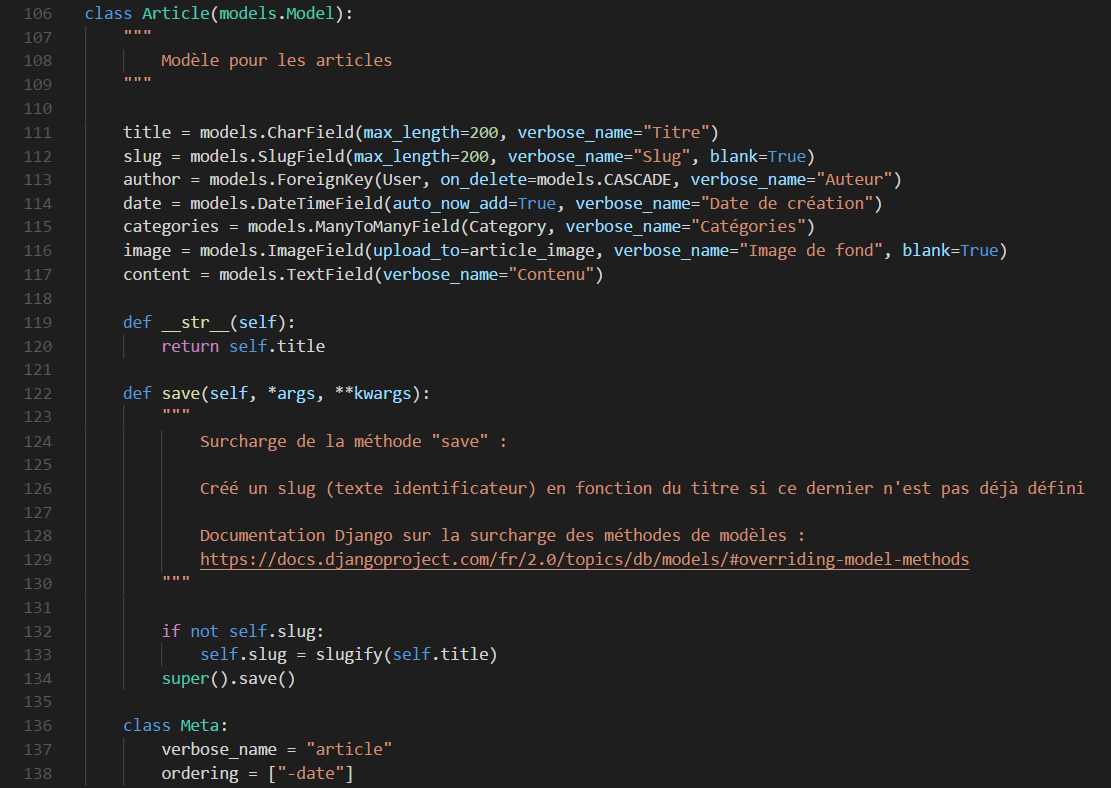 106 class Article(models.Model):
107 """
108 Modèle pour les articles
109 """
110
111 title = models.CharField(max_length=200, verbose_name="Titre")
112 slug = models.SlugField(max_length=200, verbose_name="Slug", blank=True)
113 author = models.ForeignKey(User, on_delete=models.CASCADE, verbose_name="Auteur")
114 date = models.DateTimeField(auto_now_add=True, verbose_name="Date de création")
115 categories = models.ManyToManyField(Category, verbose_name="Catégories")
116 image = models.ImageField(upload_to=article_image, verbose_name="Image de fond", blank=True)
117 content = models.TextField(verbose_name="Contenu")
118
119 def __str__(self):
120 return self.title
121
122 def save(self, *args, **kwargs):
123 """
124 Surcharge de la méthode "save" :
125
126 Créé un slug (texte identificateur) en fonction du titre si ce dernier n'est pas déjà défini
127
128 Documentation Django sur la surcharge des méthodes de modèles :
129 https://docs.djangoproject.com/fr/2.0/topics/db/models/#overriding-model-methods
130 """
131
132 if not self.slug:
133 self.slug = slugify(self.title)
134 super().save()
135
136 class Meta:
137 verbose_name = "article"
138 ordering = ["-date"]